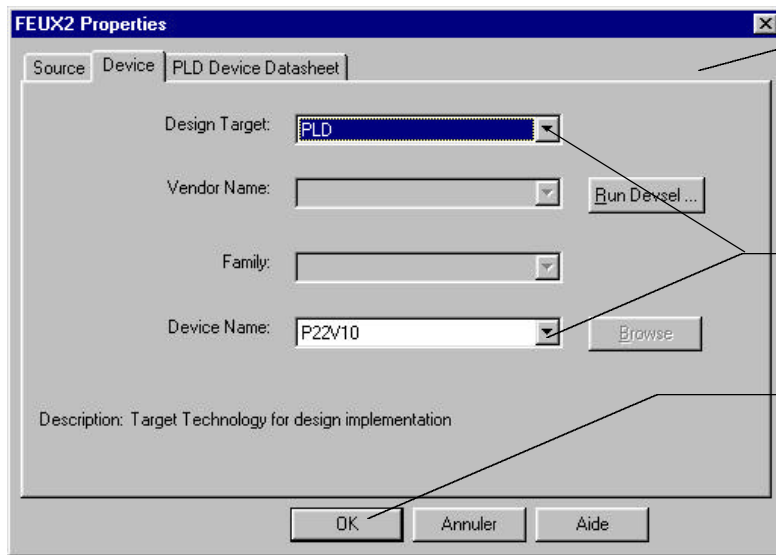 FEUX2 Properties
Source Device PLD Device Datasheet
Design Target: PLD
Vendor Name: Run Devsel ...
Family:
Device Name: P22V10 Browse
Description: Target Technology for design implementation
OK Annuler Aide